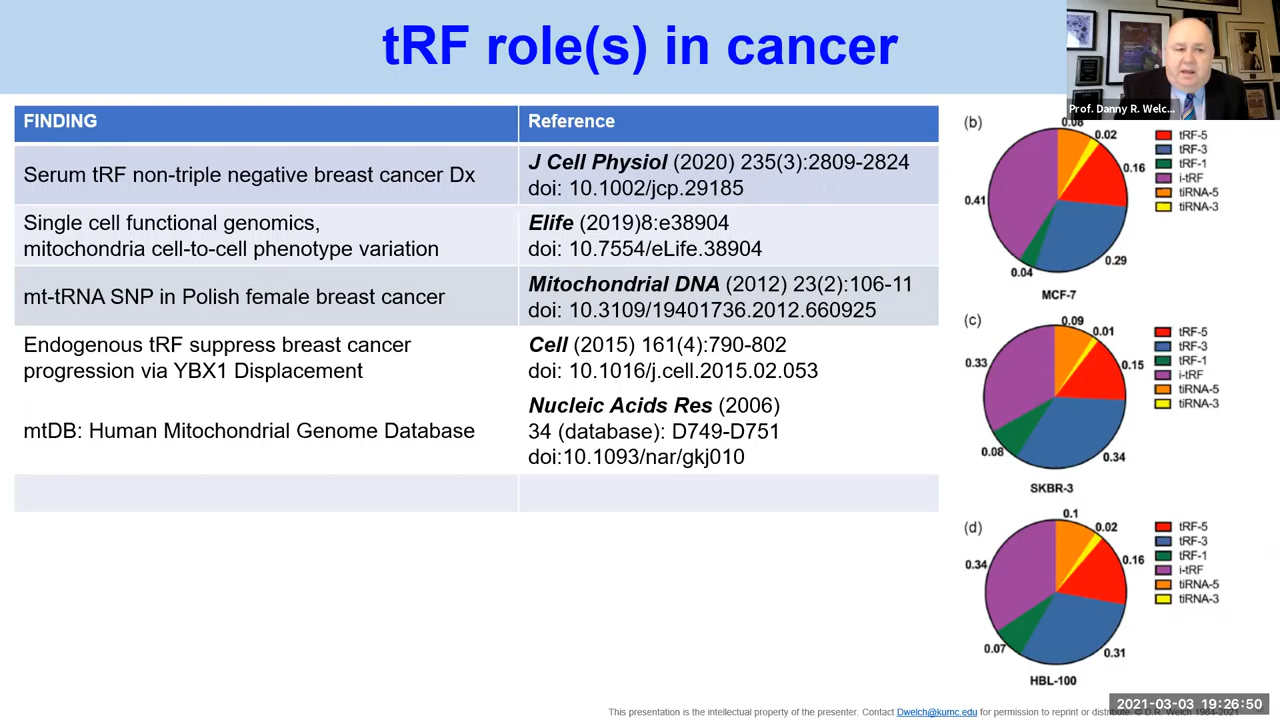 tRF role(s) in cancer
Prof. Danny R. Welc...
FINDING
Reference
Serum tRF non-triple negative breast cancer Dx
J Cell Physiol (2020) 235(3):2809-2824
doi: 10.1002/jcp.29185
Single cell functional genomics,
mitochondria cell-to-cell phenotype variation
Elife (2019)8:e38904
doi: 10.7554/eLife.38904
mt-tRNA SNP in Polish female breast cancer
Mitochondrial DNA (2012) 23(2):106-11
doi: 10.3109/19401736.2012.660925
Endogenous tRF suppress breast cancer
progression via YBX1 Displacement
Cell (2015) 161(4):790-802
doi: 10.1016/j.cell.2015.02.053
mtDB: Human Mitochondrial Genome Database
Nucleic Acids Res (2006)
34 (database): D749-D751
doi:10.1093/nar/gkj010
(b)
0.08
0.02
0.16
0.41
0.29
0.04
MCF-7
tRF-5
tRF-3
tRF-1
i-tRF
tiRNA-5
tiRNA-3
(c)
0.09
0.01
0.15
0.33
0.08
0.34
SKBR-3
tRF-5
tRF-3
tRF-1
i-tRF
tiRNA-5
tiRNA-3
(d)
0.1
0.02
0.16
0.34
0.07
0.31
HBL-100
tRF-5
tRF-3
tRF-1
i-tRF
tiRNA-5
tiRNA-3
2021-03-03 19:26:50
This presentation is the intellectual property of the presenter. Contact Dwelch@kumc.edu for permission to reprint or distribute. © D.R. Welch 1984-2021